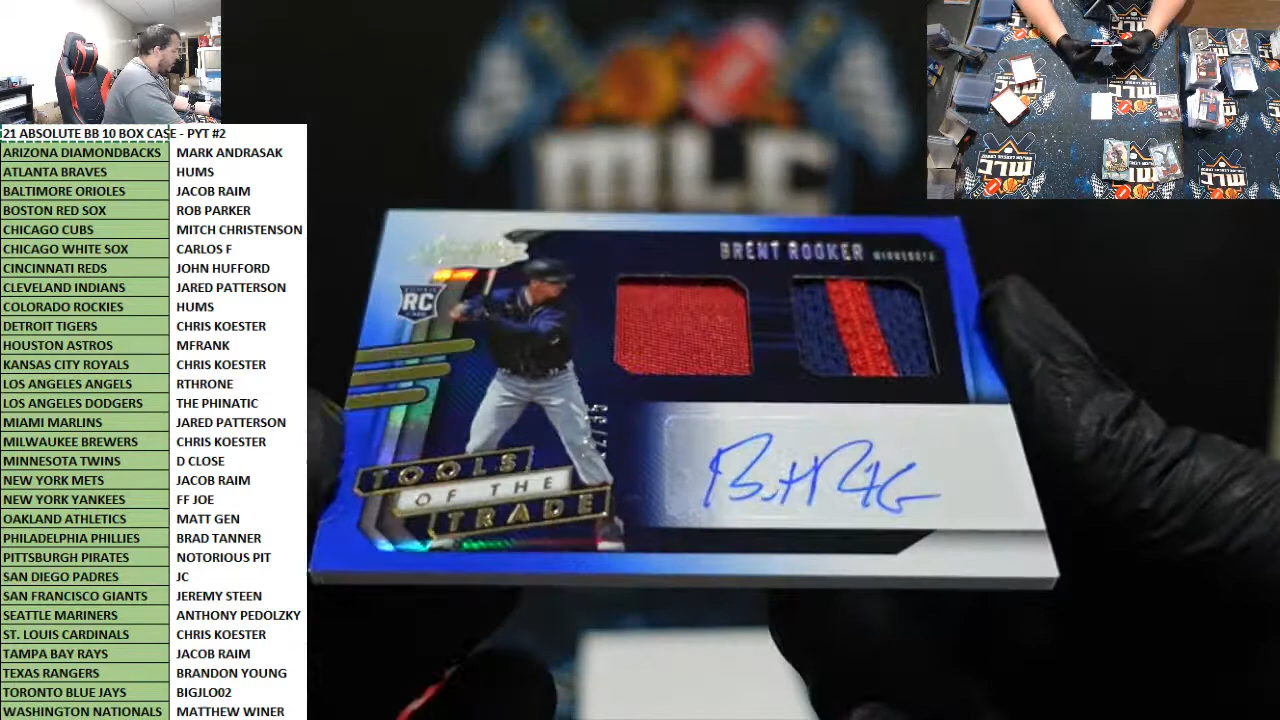 21 ABSOLUTE BB 10 BOX CASE - PYT #2
ARIZONA DIAMONDBACKS MARK ANDRASAK
ATLANTA BRAVES HUMS
BALTIMORE ORIOLES JACOB RAIM
BOSTON RED SOX ROB PARKER
CHICAGO CUBS MITCH CHRISTENSON
CHICAGO WHITE SOX CARLOS F
CINCINNATI REDS JOHN HUFFORD
CLEVELAND INDIANS JARED PATTERSON
COLORADO ROCKIES HUMS
DETROIT TIGERS CHRIS KOESTER
HOUSTON ASTROS MFRANK
KANSAS CITY ROYALS CHRIS KOESTER
LOS ANGELES ANGELS RTHRONE
LOS ANGELES DODGERS THE PHINATIC
MIAMI MARLINS JARED PATTERSON
MILWAUKEE BREWERS CHRIS KOESTER
MINNESOTA TWINS D CLOSE
NEW YORK METS JACOB RAIM
NEW YORK YANKEES FF JOE
OAKLAND ATHLETICS MATT GEN
PHILADELPHIA PHILLIES BRAD TANNER
PITTSBURGH PIRATES NOTORIOUS PIT
SAN DIEGO PADRES JC
SAN FRANCISCO GIANTS JEREMY STEEN
SEATTLE MARINERS ANTHONY PEDOLZKY
ST. LOUIS CARDINALS CHRIS KOESTER
TAMPA BAY RAYS JACOB RAIM
TEXAS RANGERS BRANDON YOUNG
TORONTO BLUE JAYS BIGJLO02
WASHINGTON NATIONALS MATTHEW WINER
MLC
BRENT ROOKER MINNESOTA
RC
TOOLS
OF THE
TRADE
MLC
MLC
MLC